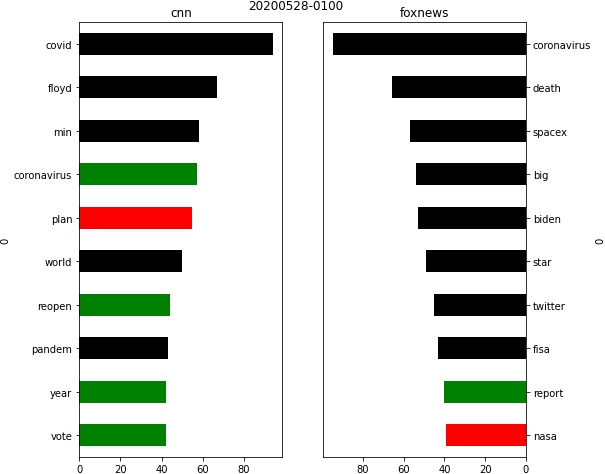 20200528-0100
cnn
foxnews
covid
floyd
min
coronavirus
plan
world
reopen
pandem
year
vote
0
0 20 40 60 80
coronavirus
death
spacex
big
biden
star
twitter
fisa
report
nasa
0
80 60 40 20 0